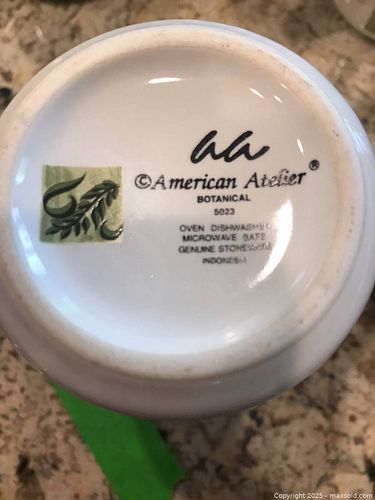 aa
©American Atelier®
BOTANICAL
5023
OVEN DISHWASHER
MICROWAVE SAFE
GENUINE STONEWARE
INDONESIA
Copyright 2025 - maxsold.com